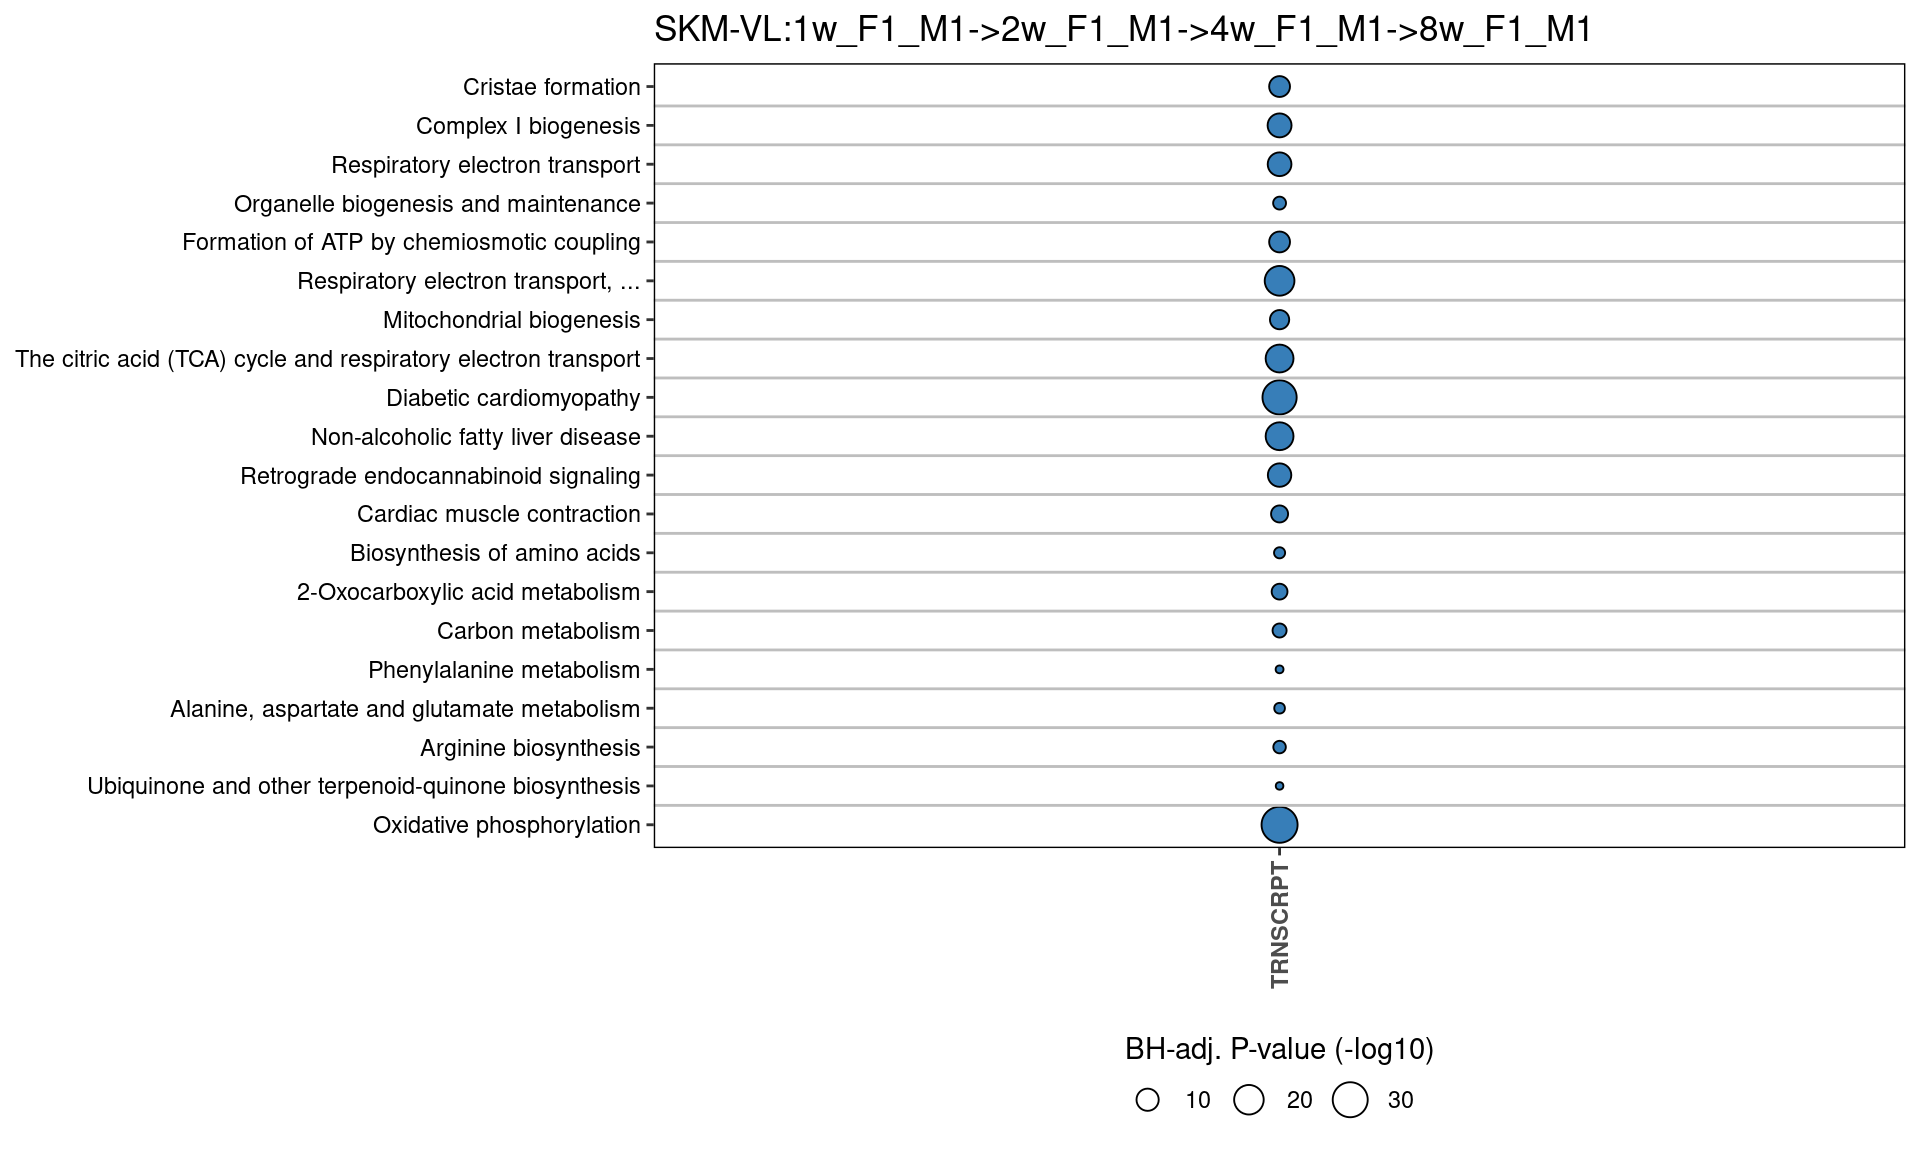 SKM-VL:1w_F1_M1->2w_F1_M1->4w_F1_M1->8w_F1_M1
Cristae formation
Complex I biogenesis
Respiratory electron transport
Organelle biogenesis and maintenance
Formation of ATP by chemiosmotic coupling
Respiratory electron transport, ...
Mitochondrial biogenesis
The citric acid (TCA) cycle and respiratory electron transport
Diabetic cardiomyopathy
Non-alcoholic fatty liver disease
Retrograde endocannabinoid signaling
Cardiac muscle contraction
Biosynthesis of amino acids
2-Oxocarboxylic acid metabolism
Carbon metabolism
Phenylalanine metabolism
Alanine, aspartate and glutamate metabolism
Arginine biosynthesis
Ubiquinone and other terpenoid-quinone biosynthesis
Oxidative phosphorylation
TRNSCRPT
BH-adj. P-value (-log10)
10 20 30